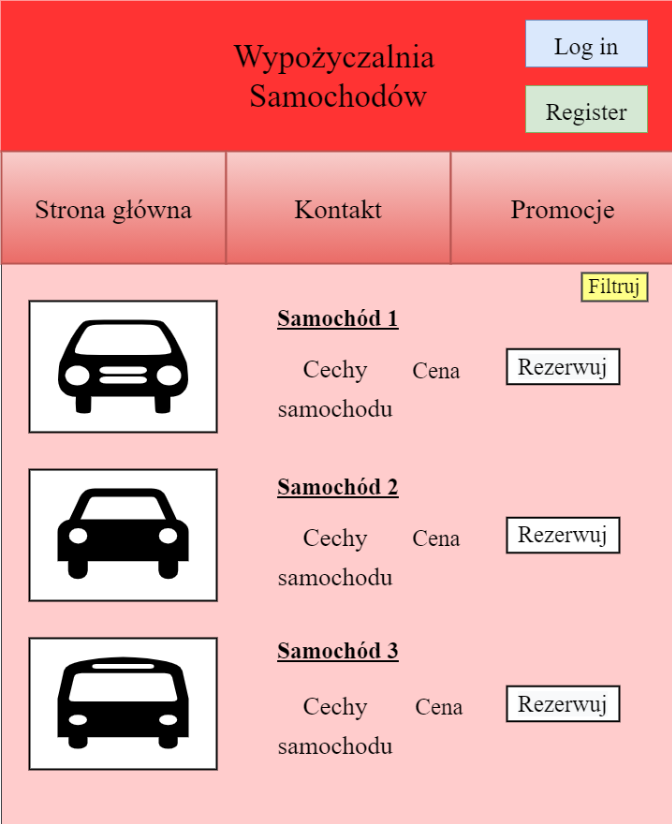 Wypożyczalnia
Samochodów
Log in
Register
Strona główna
Kontakt
Promocje
Filtruj
Samochód 1
Cechy
samochodu
Cena
Rezerwuj
Samochód 2
Cechy
samochodu
Cena
Rezerwuj
Samochód 3
Cechy
samochodu
Cena
Rezerwuj